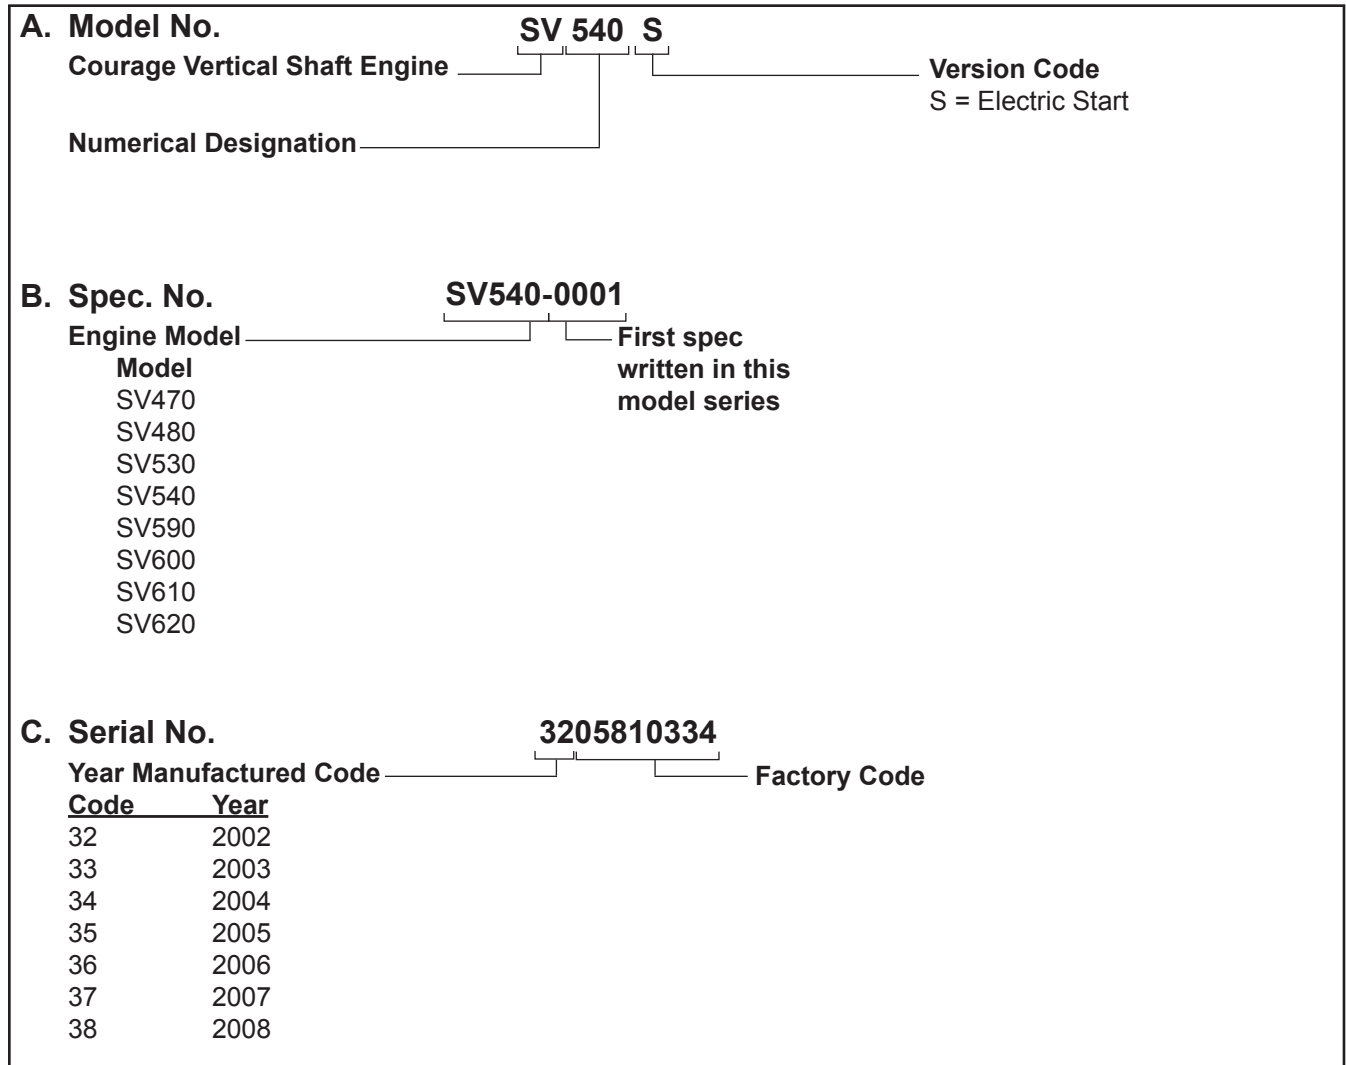 A. Model No. SV 540 S
Courage Vertical Shaft Engine
Version Code
S = Electric Start
Numerical Designation
B. Spec. No. SV540-0001
Engine Model
First spec
written in this
model series
Model
SV470
SV480
SV530
SV540
SV590
SV600
SV610
SV620
C. Serial No. 3205810334
Year Manufactured Code
Factory Code
Code Year
32 2002
33 2003
34 2004
35 2005
36 2006
37 2007
38 2008